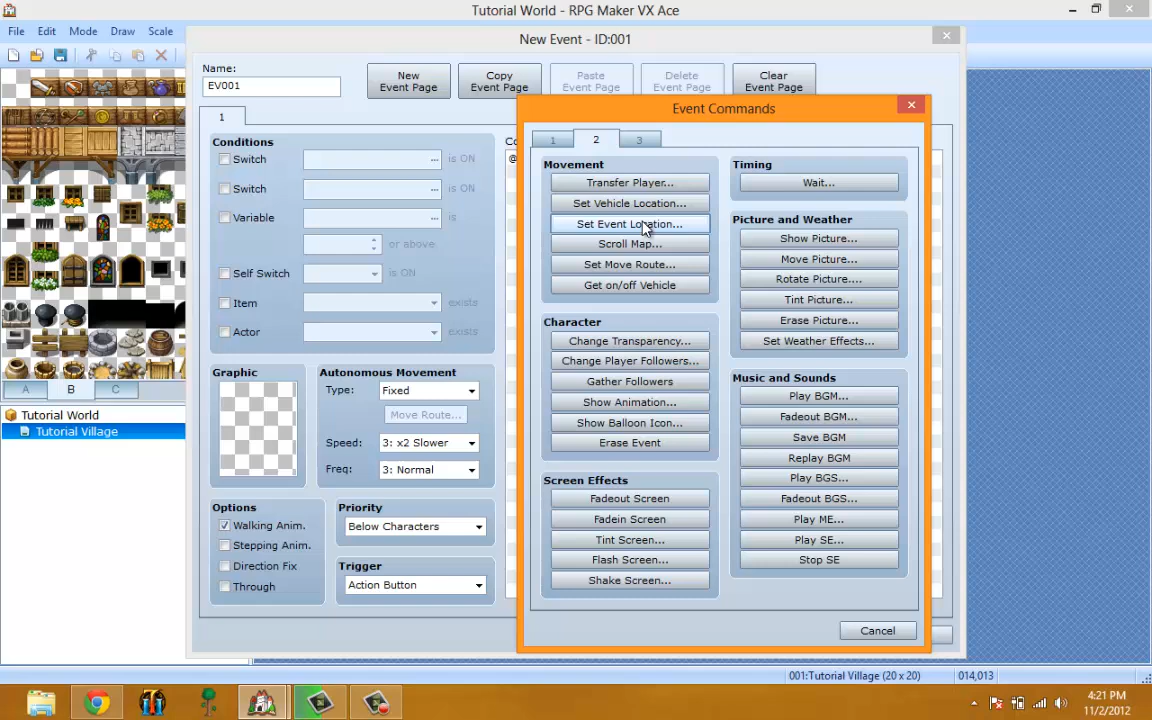 Tutorial World - RPG Maker VX Ace
File Edit Mode Draw Scale
New Event - ID:001
Name:
EV001
New Event Page
Copy Event Page
Paste Event Page
Delete Event Page
Clear Event Page
1
Conditions
Switch ... is ON
Switch ... is ON
Variable ... is
or above.
Self Switch is ON
Item exists
Actor exists
Graphic
Autonomous Movement
Type: Fixed
Move Route...
Speed: 3: x2 Slower
Freq: 3: Normal
Options
Walking Anim.
Stepping Anim.
Direction Fix
Through
Priority
Below Characters
Trigger
Action Button
Co
@
Event Commands
1 2 3
Movement
Transfer Player...
Set Vehicle Location...
Set Event Location...
Scroll Map...
Set Move Route...
Get on/off Vehicle
Character
Change Transparency...
Change Player Followers...
Gather Followers
Show Animation...
Show Balloon Icon...
Erase Event
Screen Effects
Fadeout Screen
Fadein Screen
Tint Screen...
Flash Screen...
Shake Screen...
Timing
Wait...
Picture and Weather
Show Picture...
Move Picture...
Rotate Picture....
Tint Picture...
Erase Picture...
Set Weather Effects...
Music and Sounds
Play BGM...
Fadeout BGM...
Save BGM
Replay BGM
Play BGS...
Fadeout BGS...
Play ME...
Play SE...
Stop SE
Cancel
A B C
Tutorial World
Tutorial Village
001:Tutorial Village (20 x 20) 014,013
4:21 PM
11/2/2012